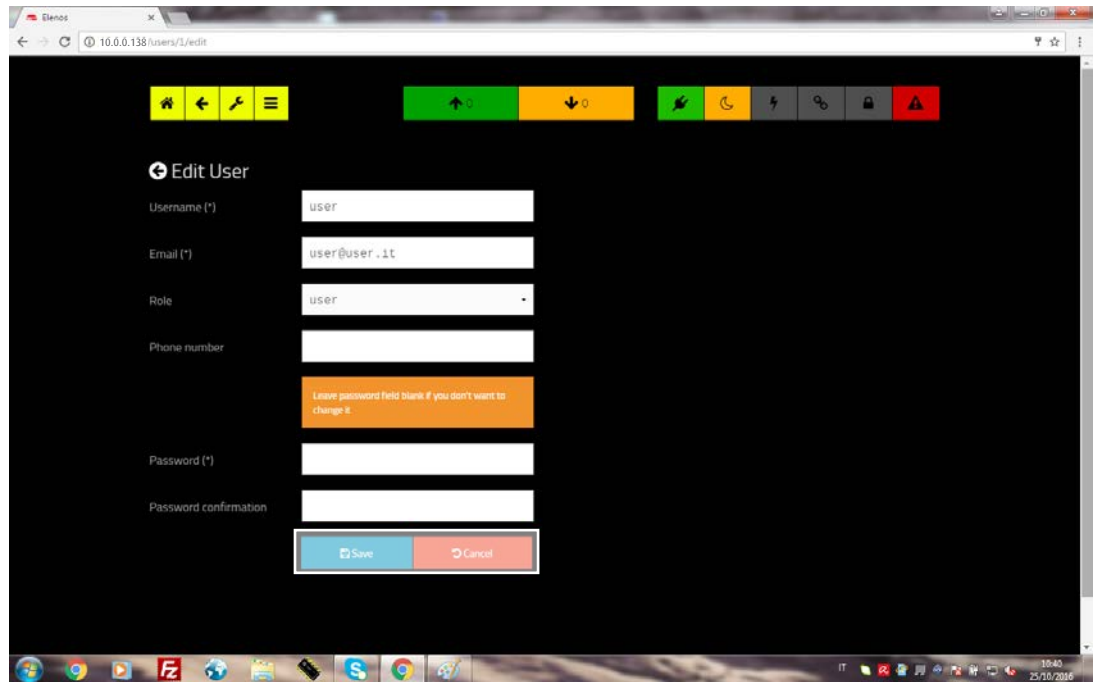 Elenos
10.0.0.138/users/1/edit
0
0
Edit User
Username (*)
user
Email (*)
user@user.it
Role
user
Phone number
Leave password field blank if you don't want to
change it
Password (*)
Password confirmation
Save
Cancel
IT
10:40
25/10/2016